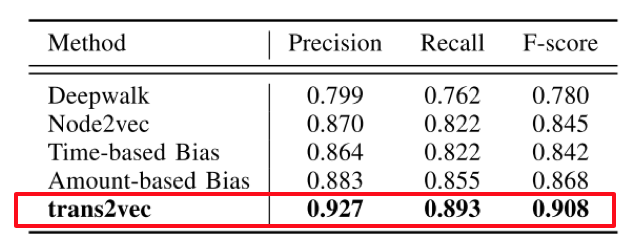 Method Precision Recall F-score
Deepwalk 0.799 0.762 0.780
Node2vec 0.870 0.822 0.845
Time-based Bias 0.864 0.822 0.842
Amount-based Bias 0.883 0.855 0.868
trans2vec 0.927 0.893 0.908